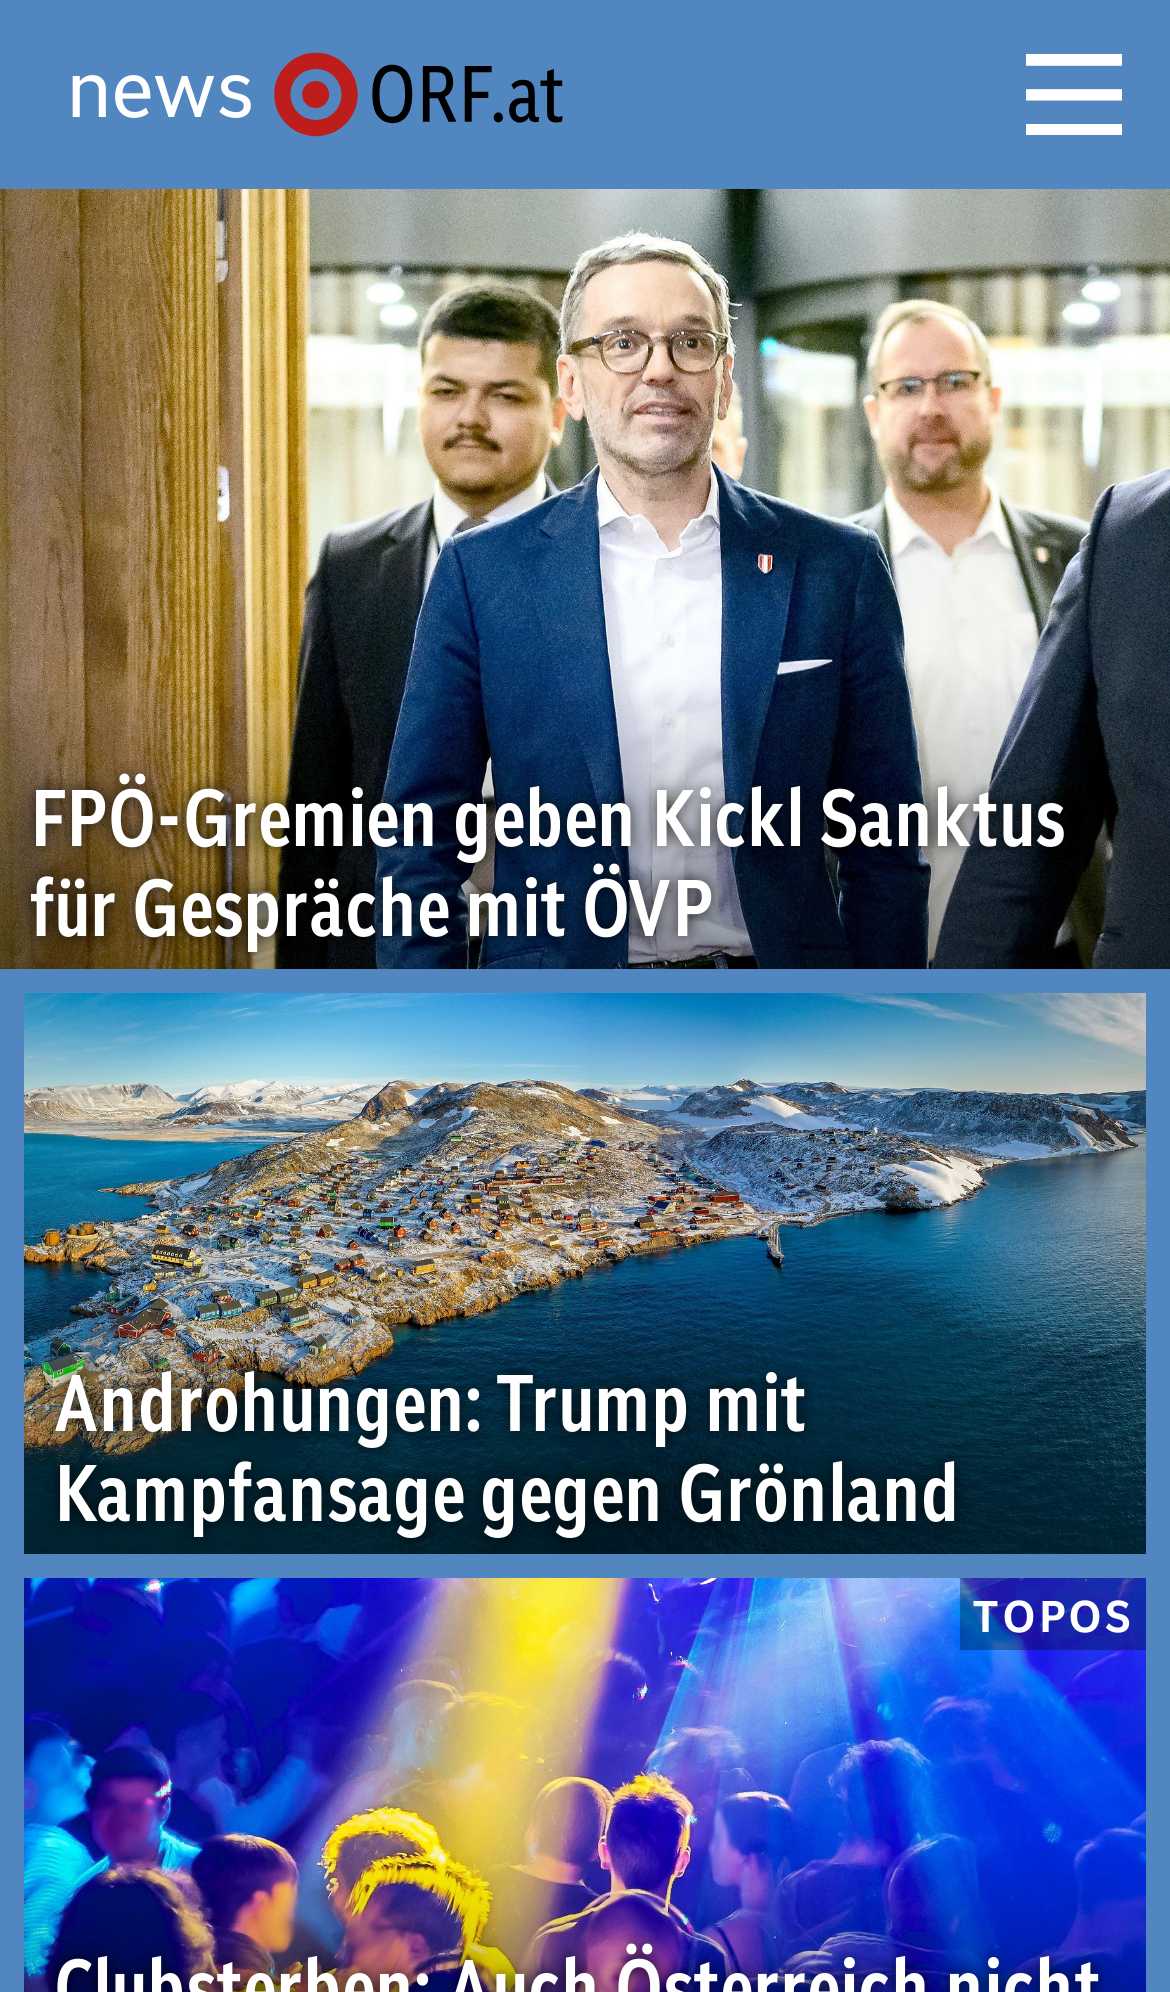 news ORF.at
FPÖ-Gremien geben Kickl Sanktus
für Gespräche mit ÖVP
Androhungen: Trump mit
Kampfansage gegen Grönland
TOPOS
Clubsterben: Auch Österreich nicht